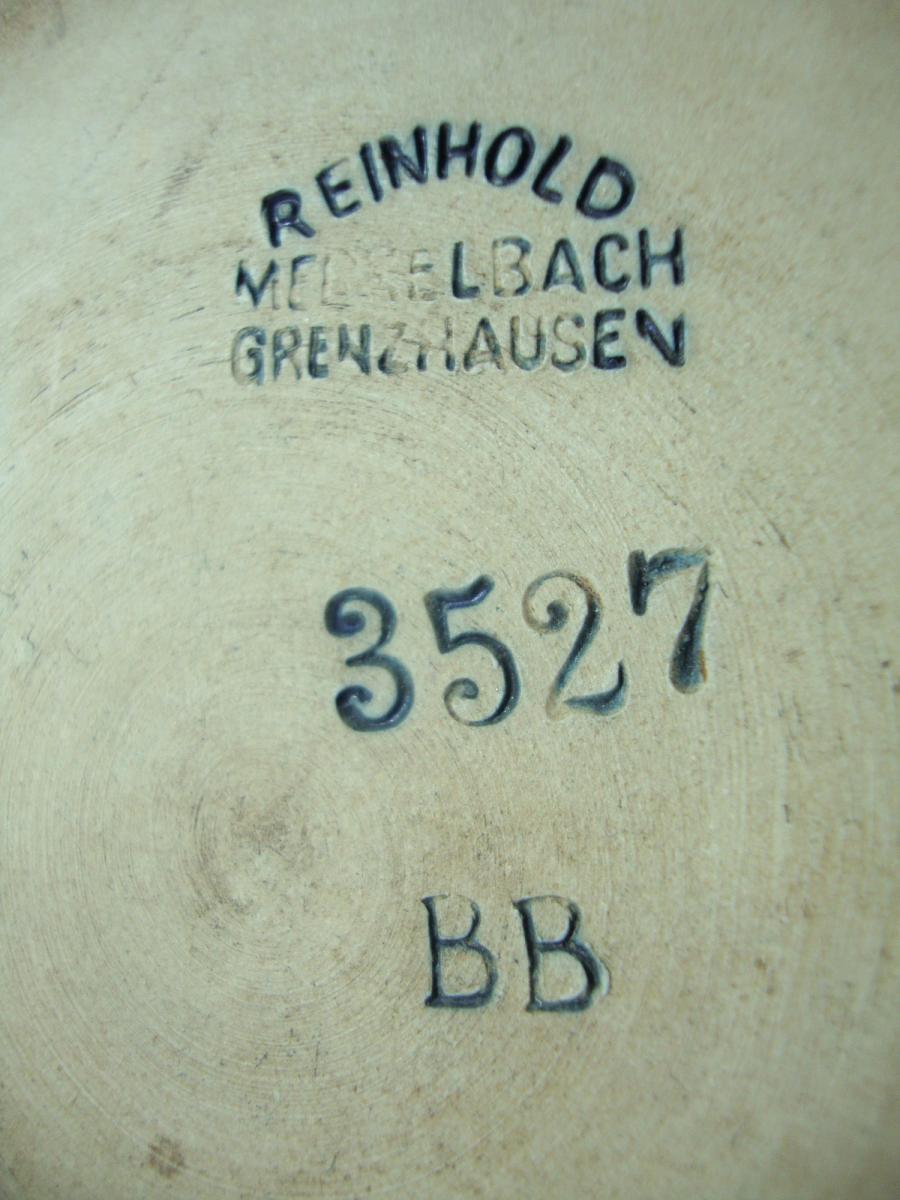 REINHOLD
MERKELBACH
GRENZHAUSEN
3527
BB